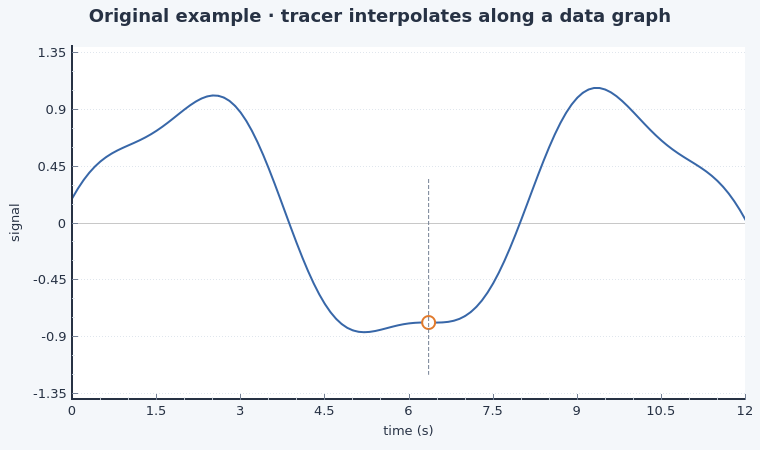 Original example · tracer interpolates along a data graph
1.35
0.9
0.45
0
-0.45
-0.9
-1.35
signal
0 1.5 3 4.5 6 7.5 9 10.5 12
time (s)